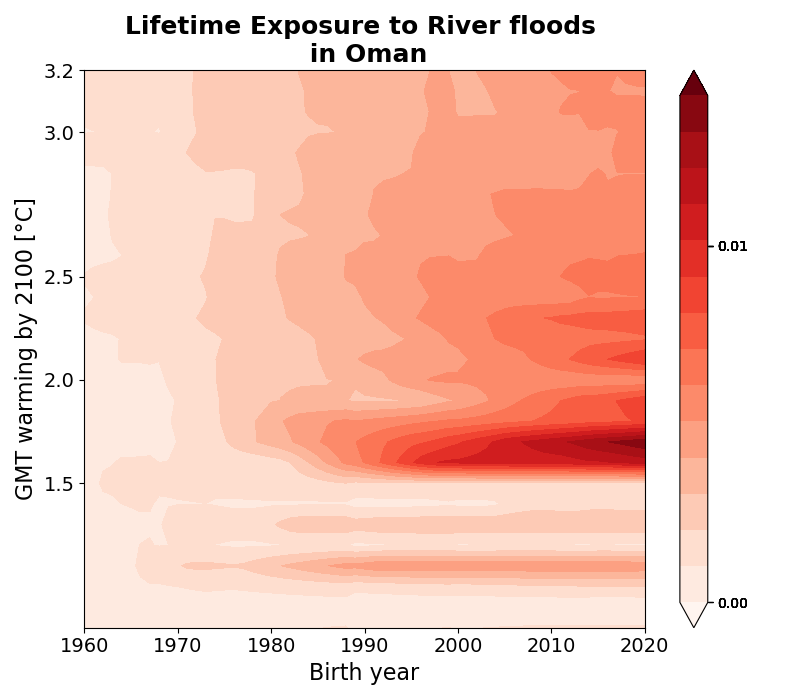 Lifetime Exposure to River floods
in Oman
GMT warming by 2100 [°C]
3.2
3.0
2.5
2.0
1.5
1960 1970 1980 1990 2000 2010 2020
Birth year
0.01
0.00